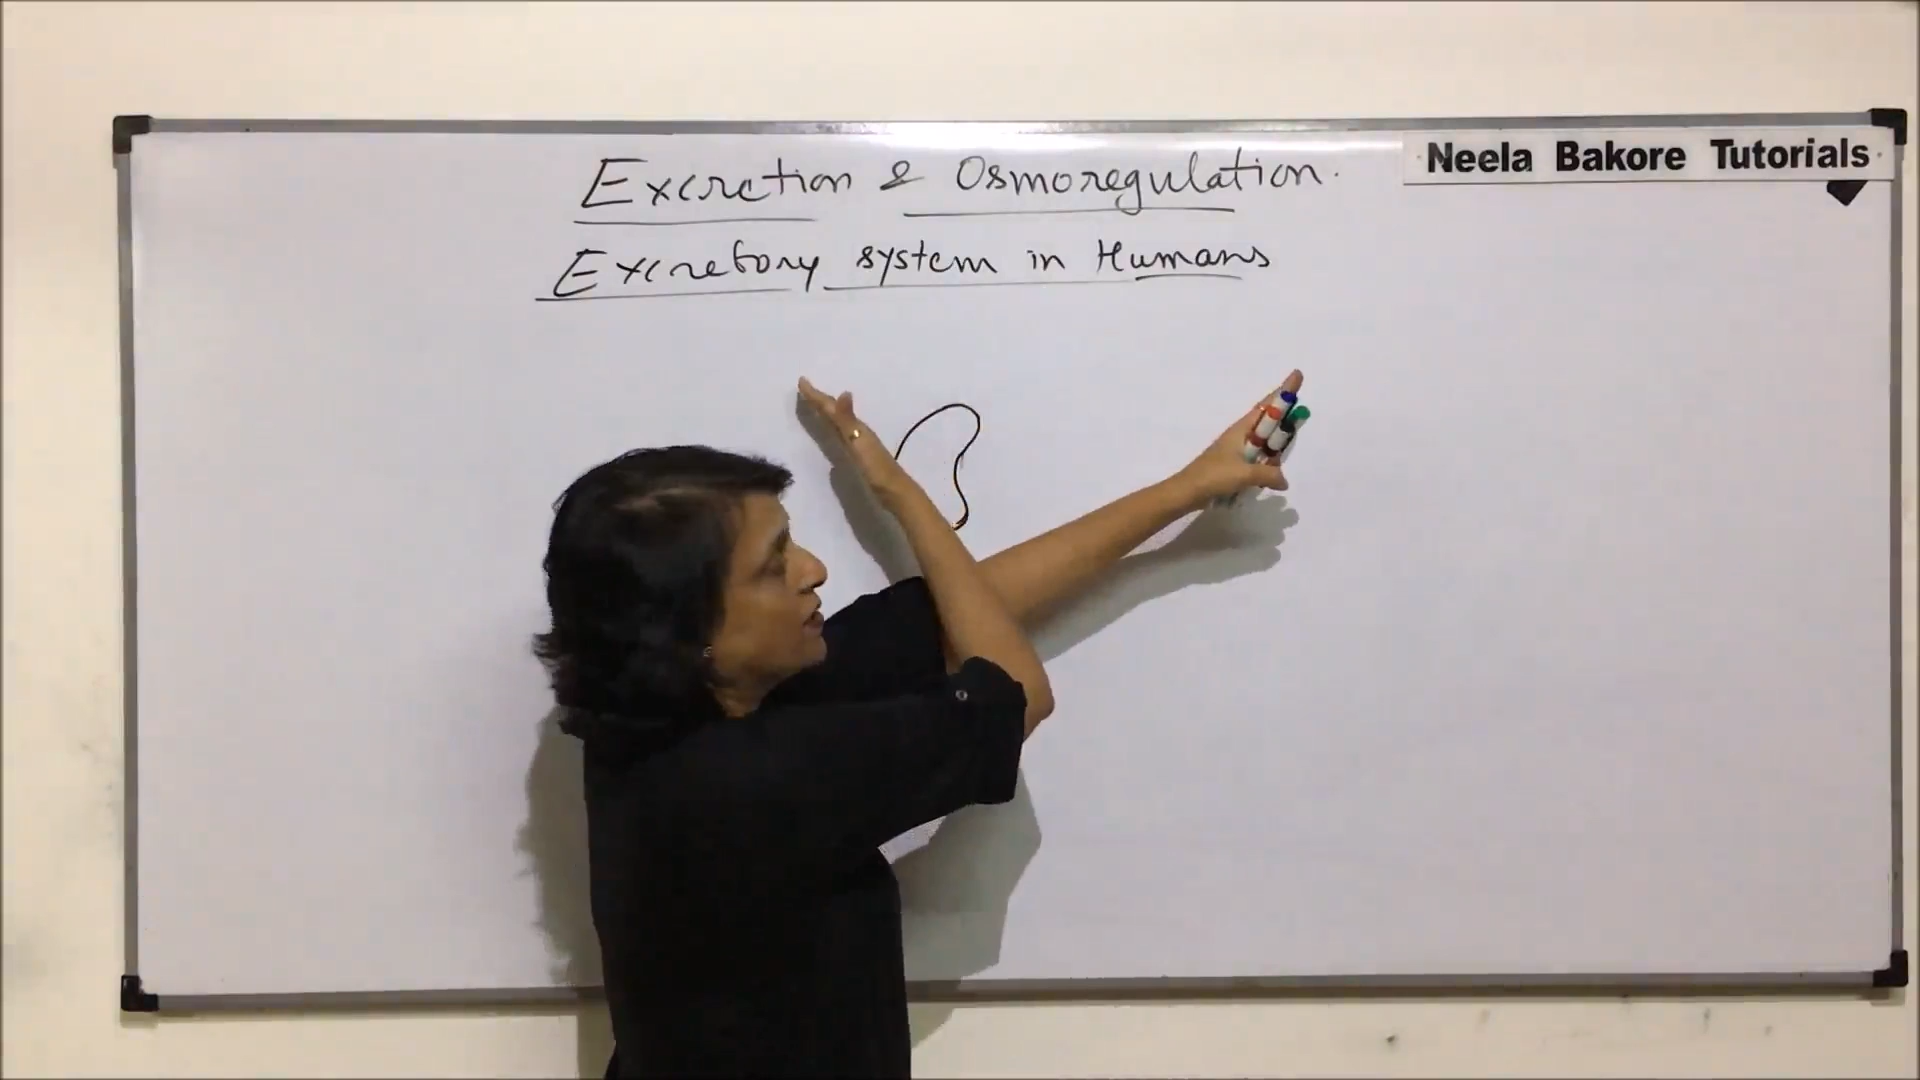 Neela Bakore Tutorials
Excretion & Osmoregulation.
Excretory system in Humans